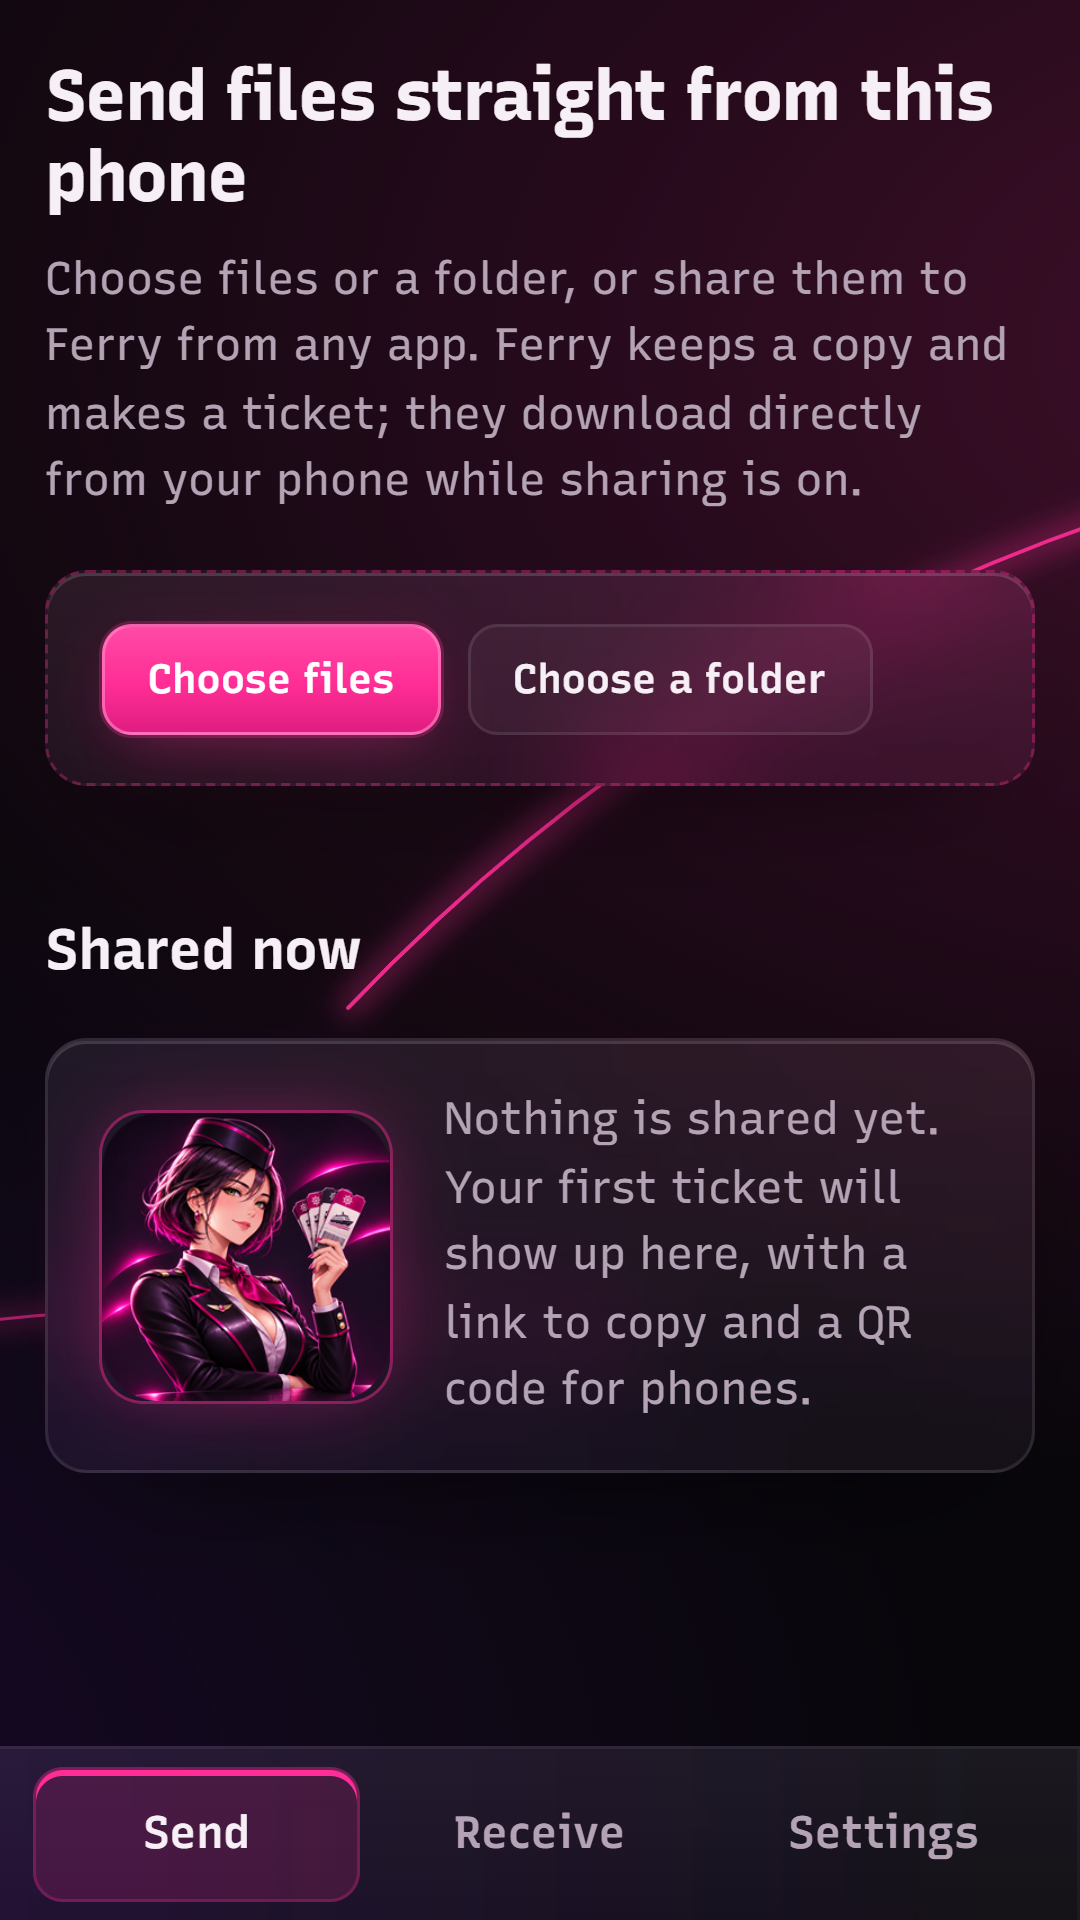 Send files straight from this
phone
Choose files or a folder, or share them to
Ferry from any app. Ferry keeps a copy and
makes a ticket; they download directly
from your phone while sharing is on.
Choose files
Choose a folder
Shared now
Nothing is shared yet.
Your first ticket will
show up here, with a
link to copy and a QR
code for phones.
Send
Receive
Settings